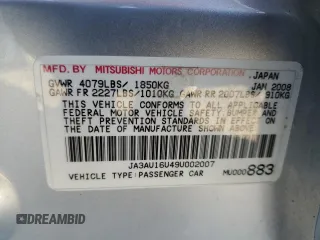 MFD. BY MITSUBISHI MOTORS CORPORATION, JAPAN
GVWR 4079LBS/ 1850KG JAN 2008
GAWR FR 2227LBS/1010KG GAWR RR 2007LBS/ 910KG
THIS VEHICLE CONFORMS TO ALL APPLICABLE
FEDERAL MOTOR VEHICLE SAFETY, BUMPER
AND THEFT PREVENTION STANDARDS IN EFFECT
ON THE DATE OF MANUFACTURE SHOWN ABOVE.
JA3AU16U49U002007
VEHICLE TYPE:PASSENGER CAR MU000883
AutoHelperBot.com